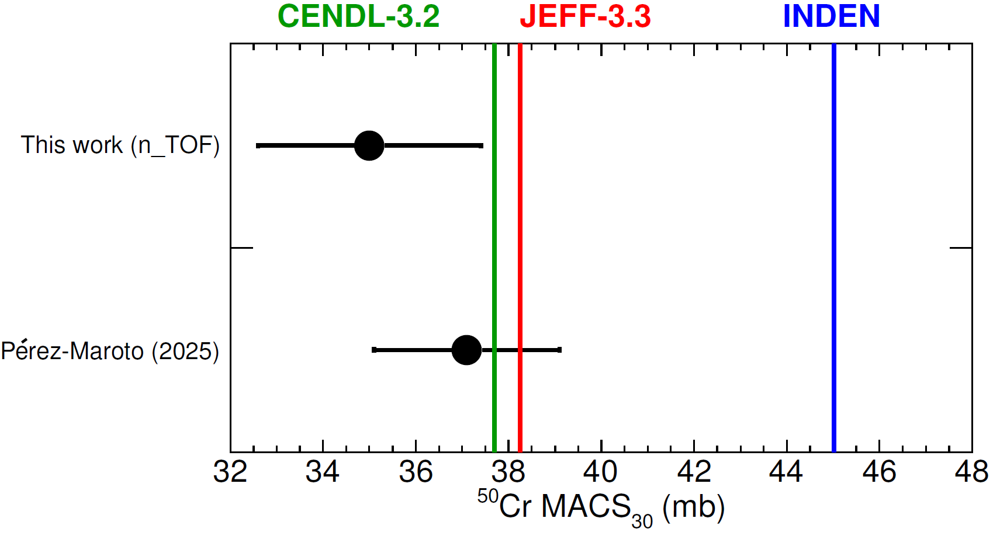 CENDL-3.2 JEFF-3.3 INDEN
This work (n_TOF)
Pérez-Maroto (2025)
32 34 36 38 40 42 44 46 48
⁵⁰Cr MACS₃₀ (mb)